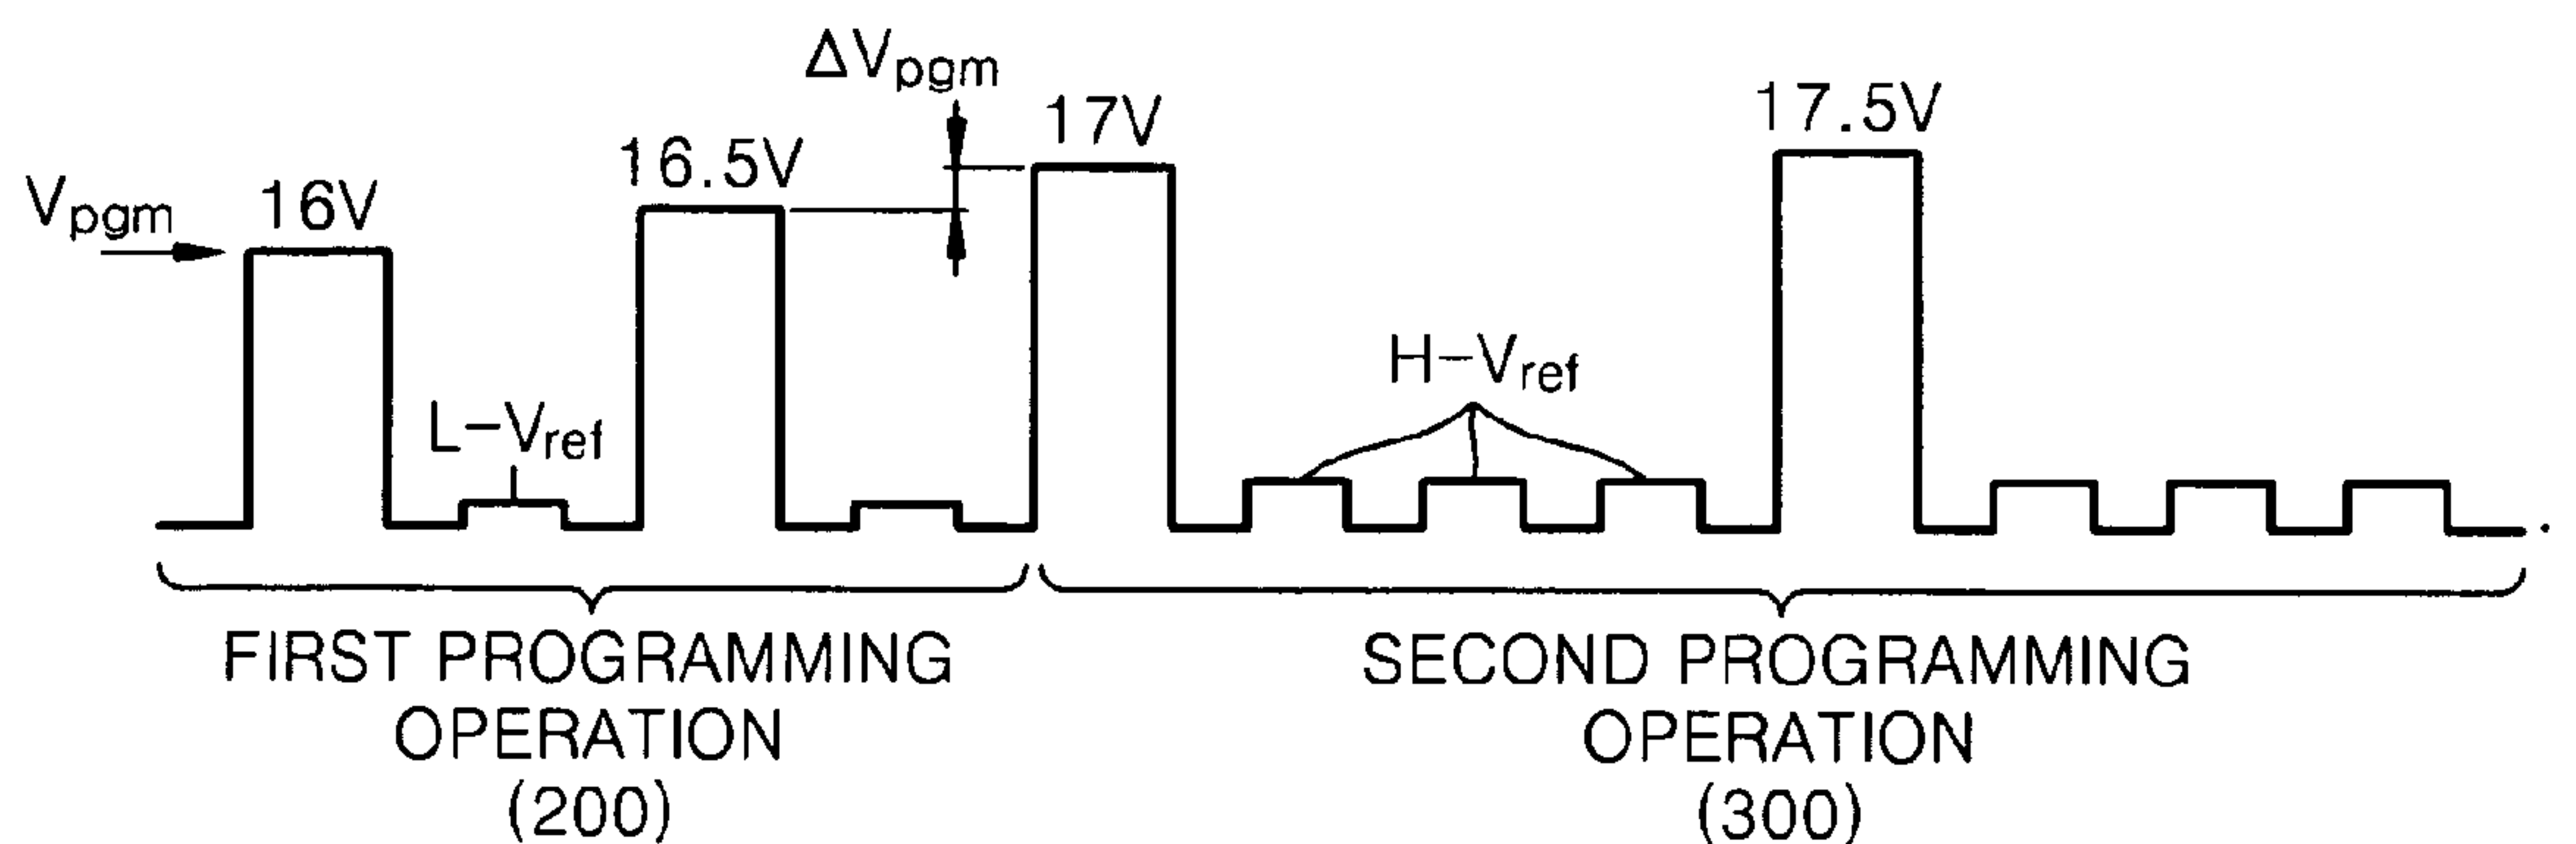 ΔVpgm
17V
17.5V
16.5V
Vpgm
16V
H-Vref
L-Vref
FIRST PROGRAMMING
OPERATION
(200)
SECOND PROGRAMMING
OPERATION
(300)